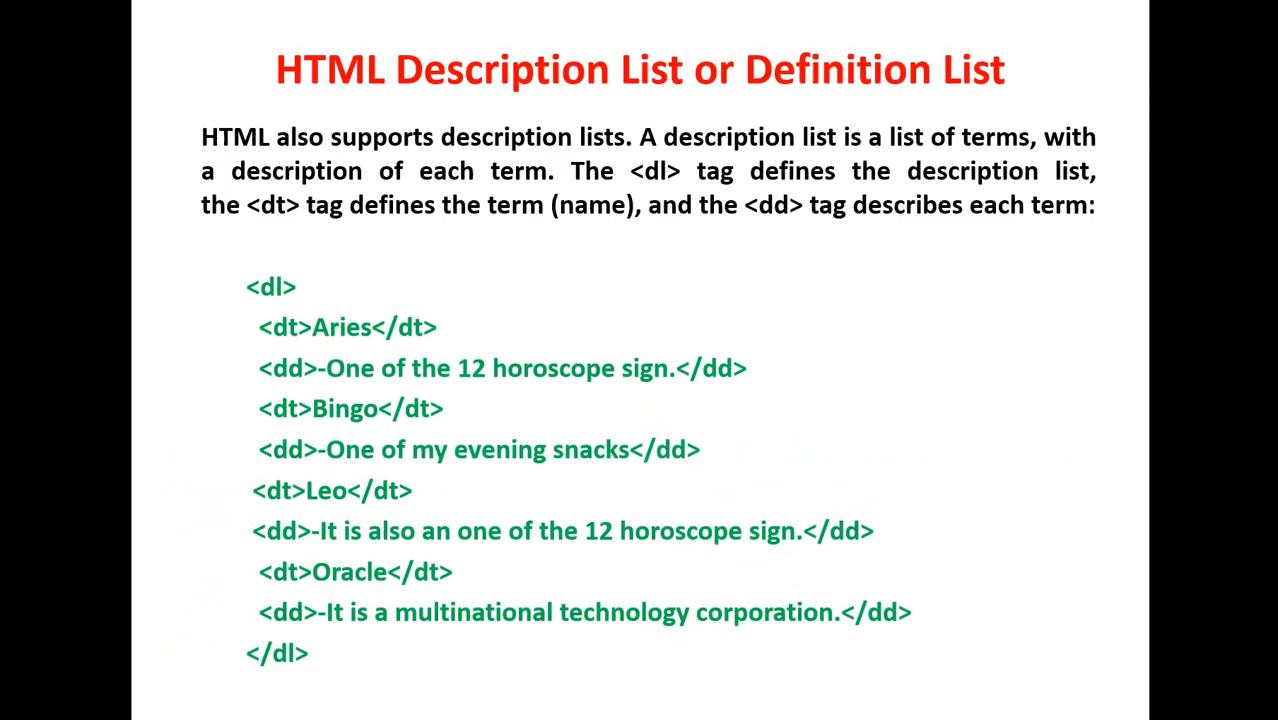 HTML Description List or Definition List
HTML also supports description lists. A description list is a list of terms, with
a description of each term. The <dl> tag defines the description list,
the <dt> tag defines the term (name), and the <dd> tag describes each term:
<dl>
<dt>Aries</dt>
<dd>-One of the 12 horoscope sign.</dd>
<dt>Bingo</dt>
<dd>-One of my evening snacks</dd>
<dt>Leo</dt>
<dd>-It is also an one of the 12 horoscope sign.</dd>
<dt>Oracle</dt>
<dd>-It is a multinational technology corporation.</dd>
</dl>